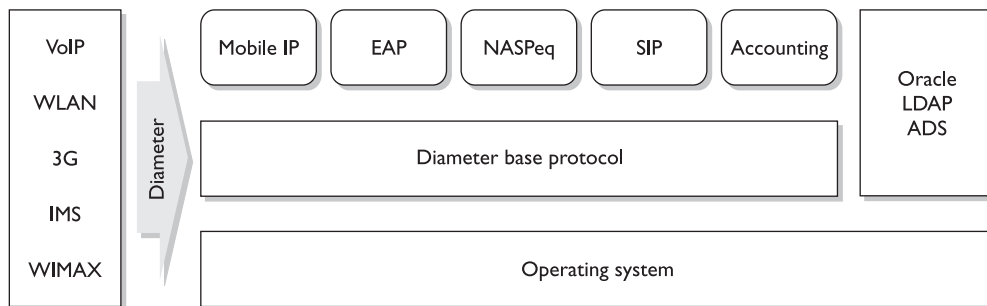 VoIP
WLAN
3G
IMS
WIMAX
Diameter
Mobile IP
EAP
NASPeq
SIP
Accounting
Diameter base protocol
Operating system
Oracle
LDAP
ADS